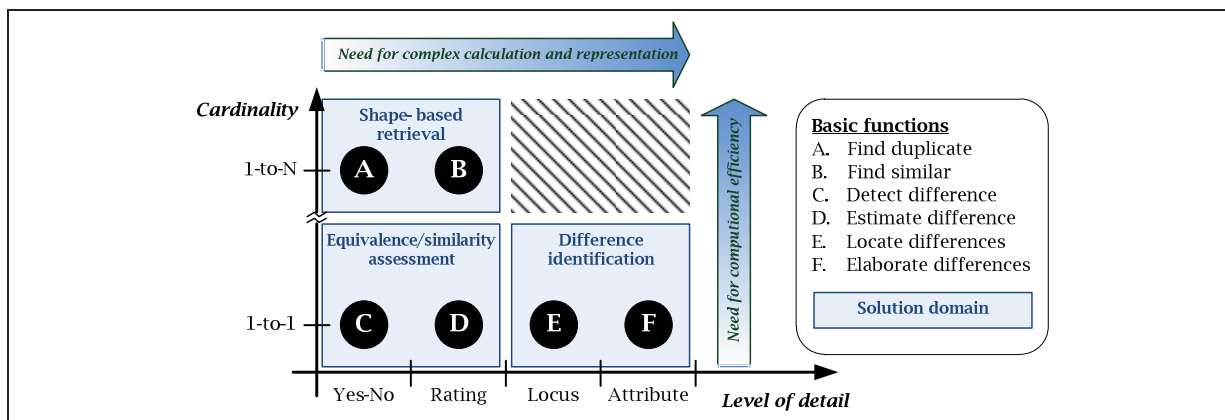 Need for complex calculation and representation
Cardinality
Shape- based
retrieval
1-to-N
A
B
Equivalence/similarity
assessment
Difference
identification
1-to-1
C
D
E
F
Yes-No
Rating
Locus
Attribute
Level of detail
Need for computional efficiency
Basic functions
A. Find duplicate
B. Find similar
C. Detect difference
D. Estimate difference
E. Locate differences
F. Elaborate differences
Solution domain